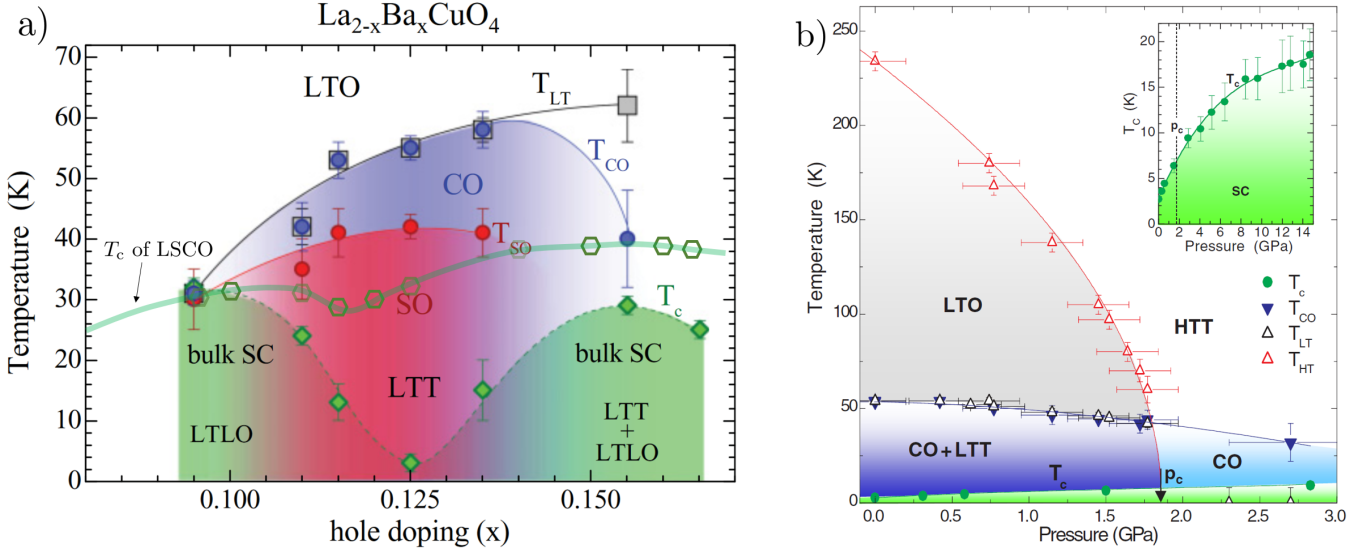 a)
La2-xBaxCuO4
70
60
50
40
30
20
10
0
Temperature (K)
LTO
TLT
TCO
CO
Tc of LSCO
TSO
SO
Tc
bulk SC
bulk SC
LTT
LTLO
LTT
+
LTLO
0.100
0.125
0.150
hole doping (x)
b)
250
200
150
100
50
0
Temperature (K)
LTO
HTT
CO+LTT
Tc
pc
CO
0.0
0.5
1.0
1.5
2.0
2.5
3.0
Pressure (GPa)
20
15
10
5
0
Tc (K)
Tc
pc
SC
0 2 4 6 8 10 12 14
Pressure (GPa)
Tc
TCO
TLT
THT